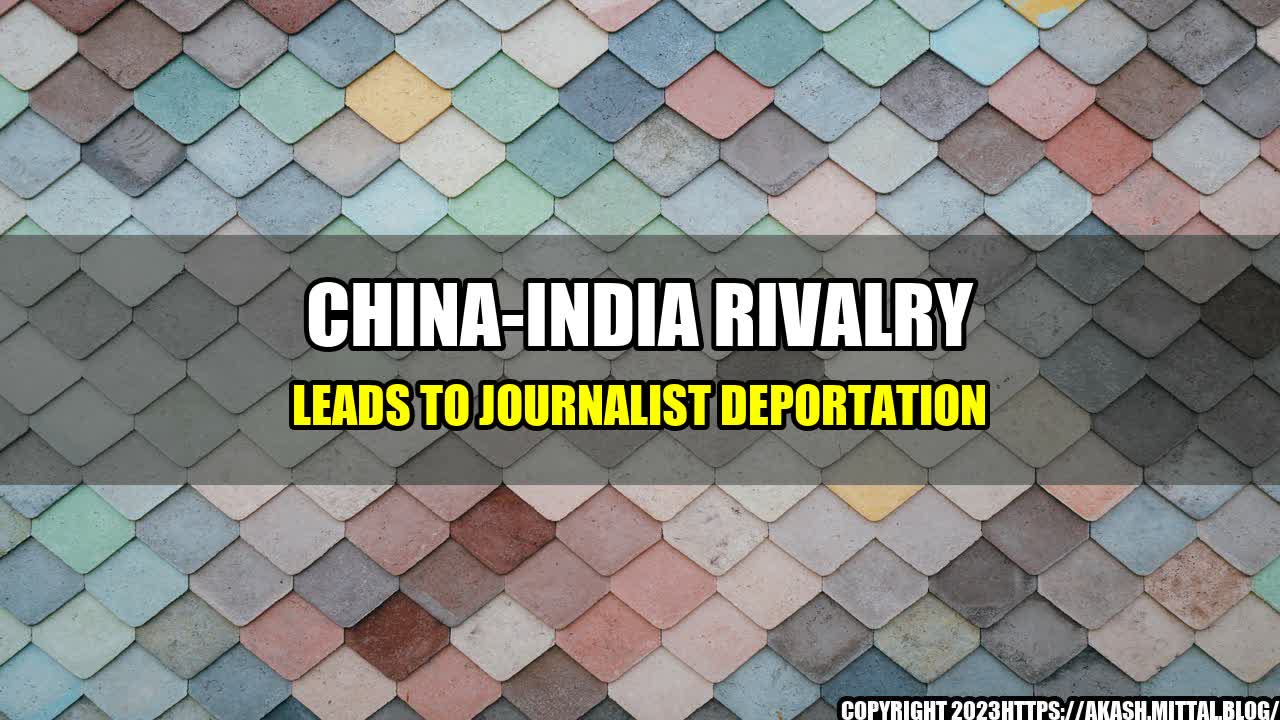 CHINA-INDIA RIVALRY
LEADS TO JOURNALIST DEPORTATION
COPYRIGHT 2023HTTPS://AKASH.MITTAL.BLOG/